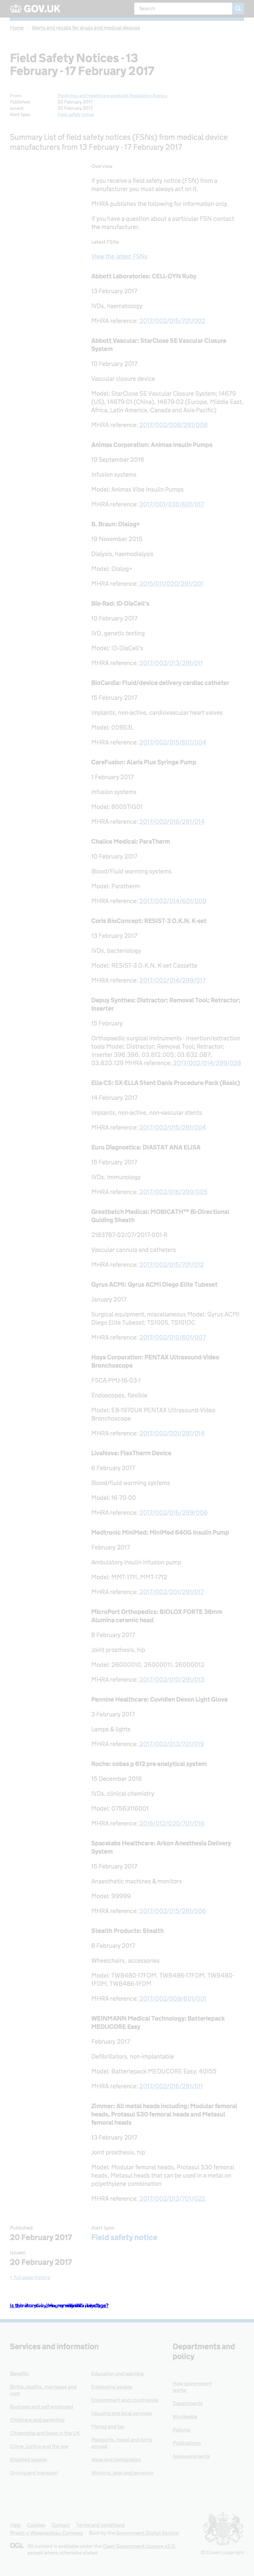 GOV.UK
Search
Home
Alerts and recalls for drugs and medical devices
Field Safety Notices - 13
February - 17 February 2017
From: Medicines and Healthcare products Regulatory Agency
Published: 20 February 2017
Issued: 20 February 2017
Alert type: Field safety notice
Summary List of field safety notices (FSNs) from medical device
manufacturers from 13 February - 17 February 2017
Overview
If you receive a field safety notice (FSN) from a
manufacturer you must always act on it.
MHRA publishes the following for information only.
If you have a question about a particular FSN contact
the manufacturer.
Latest FSNs
View the latest FSNs
Abbott Laboratories: CELL-DYN Ruby
13 February 2017
IVDs, haematology
MHRA reference: 2017/002/015/701/002
Abbott Vascular: StarClose SE Vascular Closure
System
10 February 2017
Vascular closure device
Model: StarClose SE Vascular Closure System; 14679
(US), 14679-01 (China), 14679-02 (Europe, Middle East,
Africa, Latin America, Canada and Asia-Pacific)
MHRA reference: 2017/002/008/291/008
Animas Corporation: Animas Insulin Pumps
19 September 2016
Infusion systems
Model: Animas Vibe Insulin Pumps
MHRA reference: 2017/001/030/601/017
B. Braun: Dialog+
19 November 2015
Dialysis, haemodialysis
Model: Dialog+
MHRA reference: 2015/011/020/291/001
Bio-Rad: ID-DiaCell's
10 February 2017
IVD, genetic testing
Model: ID-DiaCell's
MHRA reference: 2017/002/013/291/011
BioCardia: Fluid/device delivery cardiac catheter
15 February 2017
Implants, non-active, cardiovascular heart valves
Model: 00953L
MHRA reference: 2017/002/015/601/004
CareFusion: Alaris Plus Syringe Pump
1 February 2017
Infusion systems
Model: 8005TIG01
MHRA reference: 2017/002/016/291/014
Chalice Medical: ParaTherm
10 February 2017
Blood/Fluid warming systems
Model: Paratherm
MHRA reference: 2017/002/014/601/009
Coris BioConcept: RESIST-3 O.K.N. K-set
13 February 2017
IVDs, bacteriology
Model: RESIST-3 O.K.N. K-set Cassette
MHRA reference: 2017/002/014/299/017
Depuy Synthes: Distractor; Removal Tool; Retractor;
Inserter
15 February
Orthopaedic surgical instruments - insertion/extraction
tools Model: Distractor; Removal Tool; Retractor;
Inserter 396.396, 03.812.005; 03.632.087,
03.820.129 MHRA reference: 2017/002/014/299/028
Ella-CS: SX-ELLA Stent Danis Procedure Pack (Basic)
14 February 2017
Implants, non-active, non-vascular stents
MHRA reference: 2017/002/015/291/004
Euro Diagnostica: DIASTAT ANA ELISA
15 February 2017
IVDs, immunology
MHRA reference: 2017/002/016/299/005
Greatbatch Medical: MOBICATH™ Bi-Directional
Guiding Sheath
2183787-02/07/2017-001-R
Vascular cannula and catheters
MHRA reference: 2017/002/015/701/012
Gyrus ACMI: Gyrus ACMI Diego Elite Tubeset
January 2017
Surgical equipment, miscellaneous Model: Gyrus ACMI
Diego Elite Tubeset; TS100S, TS101OC
MHRA reference: 2017/002/010/601/007
Hoya Corporation: PENTAX Ultrasound-Video
Bronchoscope
FSCA-PMJ-16-03-1
Endoscopes, flexible
Model: EB-1970UK PENTAX Ultrasound-Video
Bronchoscope
MHRA reference: 2017/002/001/291/014
LivaNova: FlexTherm Device
6 February 2017
Blood/fluid warming systems
Model: 16-70-00
MHRA reference: 2017/002/016/299/006
Medtronic MiniMed: MiniMed 640G Insulin Pump
February 2017
Ambulatory insulin infusion pump
Model: MMT-1711, MMT-1712
MHRA reference: 2017/002/001/291/017
MicroPort Orthopedics: BIOLOX FORTE 36mm
Alumina ceramic head
8 February 2017
Joint prosthesis, hip
Model: 26000010, 26000011, 26000012
MHRA reference: 2017/002/010/291/013
Pennine Healthcare: Covidien Devon Light Glove
3 February 2017
Lamps & lights
MHRA reference: 2017/002/013/701/019
Roche: cobas p 612 pre-analytical system
15 December 2016
IVDs, clinical chemistry
Model: 07563116001
MHRA reference: 2016/012/020/701/016
Spacelabs Healthcare: Arkon Anesthesia Delivery
System
15 February 2017
Anaesthetic machines & monitors
Model: 99999
MHRA reference: 2017/002/015/291/006
Stealth Products: Stealth
8 February 2017
Wheelchairs, accessories
Model: TWB480-17FDM, TWB486-17FDM, TWB480-
1FDM, TWB486-1FDM
MHRA reference: 2017/002/009/601/001
WEINMANN Medical Technology: Batteriepack
MEDUCORE Easy
February 2017
Defibrillators, non-implantable
Model: Batteriepack MEDUCORE Easy; 40155
MHRA reference: 2017/002/016/291/011
Zimmer: All metal heads including: Modular femoral
heads, Protasul S30 femoral heads and Metasul
femoral heads
13 February 2017
Joint prosthesis, hip
Model: Modular femoral heads, Protasul S30 femoral
heads, Metasul heads that can be used in a metal on
polyethylene combination
MHRA reference: 2017/002/013/701/022
Published:
20 February 2017
Alert type:
Field safety notice
Issued:
20 February 2017
+ full page history
Services and information
Departments and
policy
Benefits
Education and learning
How government
works
Births, deaths, marriages and
care
Employing people
Departments
Environment and countryside
Business and self-employed
Worldwide
Housing and local services
Childcare and parenting
Policies
Money and tax
Citizenship and living in the UK
Publications
Passports, travel and living
abroad
Crime, justice and the law
Announcements
Disabled people
Visas and immigration
Driving and transport
Working, jobs and pensions
Help
Cookies
Contact
Terms and conditions
Rhestr o Wasanaethau Cymraeg
Built by the Government Digital Service
OGL
All content is available under the Open Government Licence v3.0,
except where otherwise stated
© Crown copyright